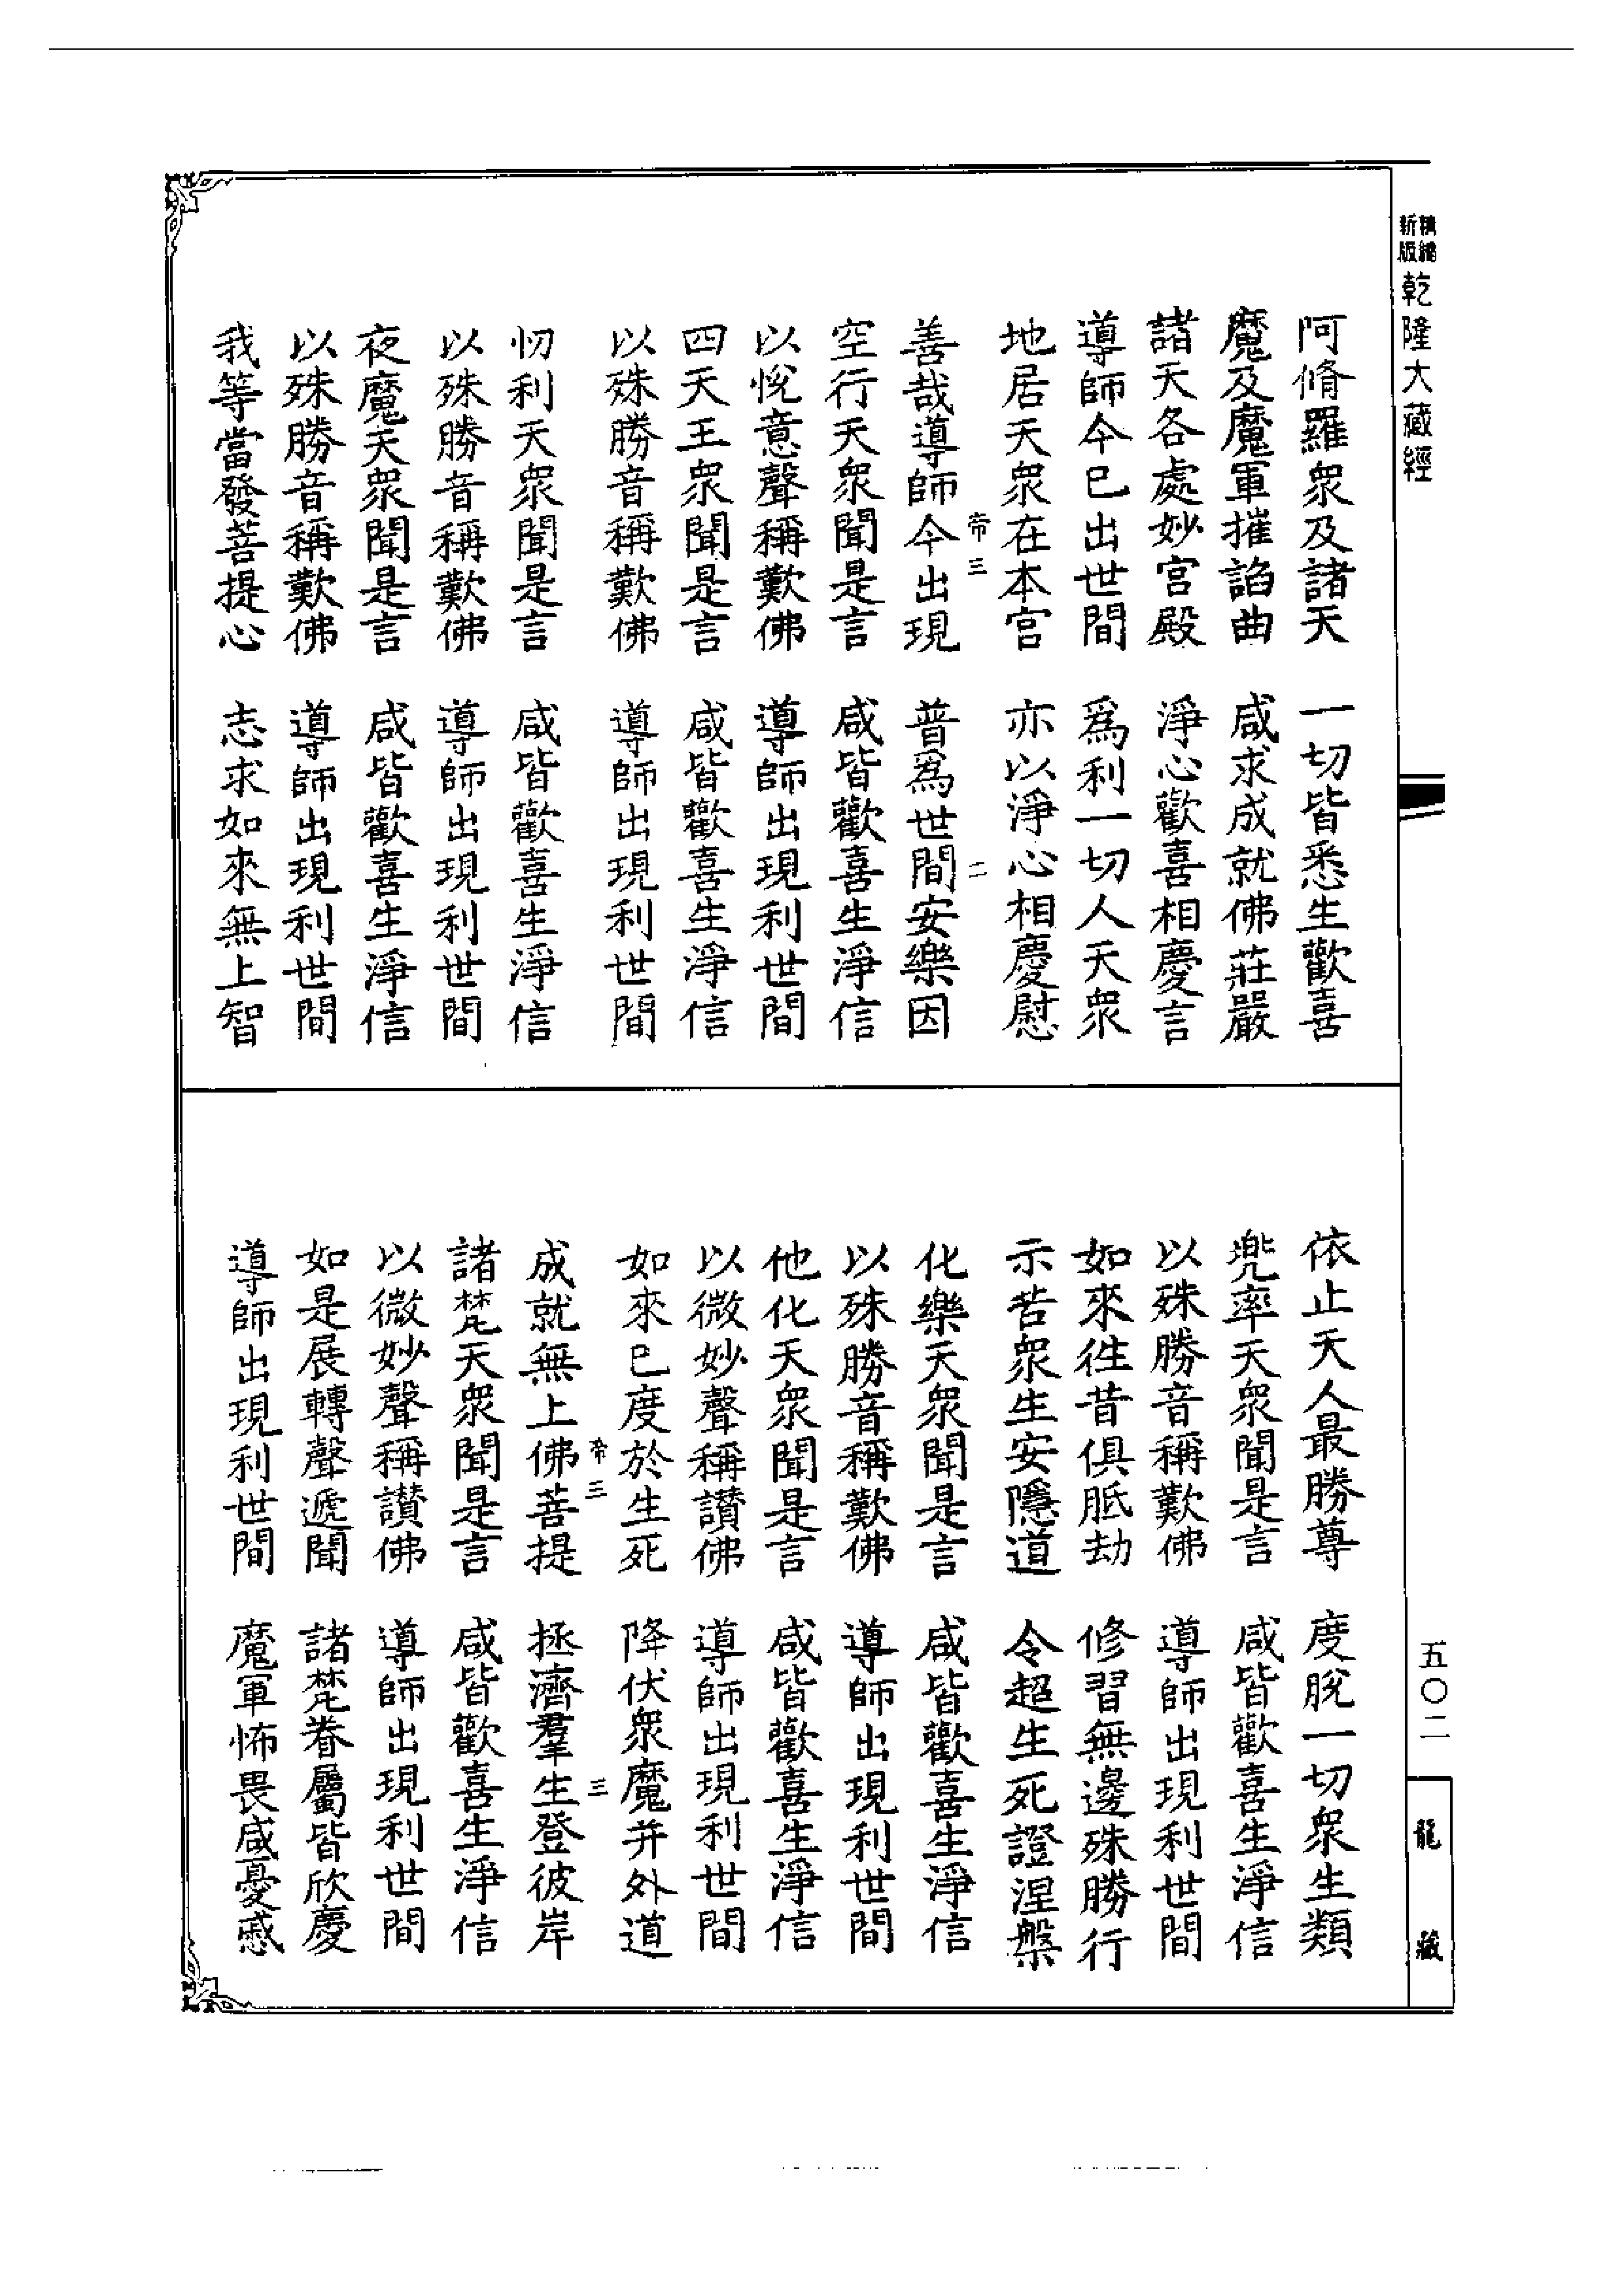 精編新版乾隆大藏經
阿脩羅衆及諸天　一切皆悉生歡喜
魔及魔軍摧諂曲　咸求成就佛莊嚴
諸天各處妙宮殿　淨心歡喜相慶言
導師今已出世間　爲利一切人天衆
地居天衆在本宮　亦以淨心相慶慰
帝三　二
善哉導師今出現　普爲世間安樂因
空行天衆聞是言　咸皆歡喜生淨信
以悅意聲稱歎佛　導師出現利世間
四天王衆聞是言　咸皆歡喜生淨信
以殊勝音稱歎佛　導師出現利世間
忉利天衆聞是言　咸皆歡喜生淨信
以殊勝音稱歎佛　導師出現利世間
夜魔天衆聞是言　咸皆歡喜生淨信
以殊勝音稱歎佛　導師出現利世間
我等當發菩提心　志求如來無上智
依止天人最勝尊　度脫一切衆生類
兜率天衆聞是言　咸皆歡喜生淨信
以殊勝音稱歎佛　導師出現利世間
如來往昔俱胝劫　修習無邊殊勝行
示苦衆生安隱道　令超生死證涅槃
化樂天衆聞是言　咸皆歡喜生淨信
以殊勝音稱歎佛　導師出現利世間
他化天衆聞是言　咸皆歡喜生淨信
以微妙聲稱讚佛　導師出現利世間
如來已度於生死　降伏衆魔并外道
帝三　三
成就無上佛菩提　拯濟羣生登彼岸
諸梵天衆聞是言　咸皆歡喜生淨信
以微妙聲稱讚佛　導師出現利世間
如是展轉聲遞聞　諸梵眷屬皆欣慶
導師出現利世間　魔軍怖畏咸憂慼
五〇二
龍藏